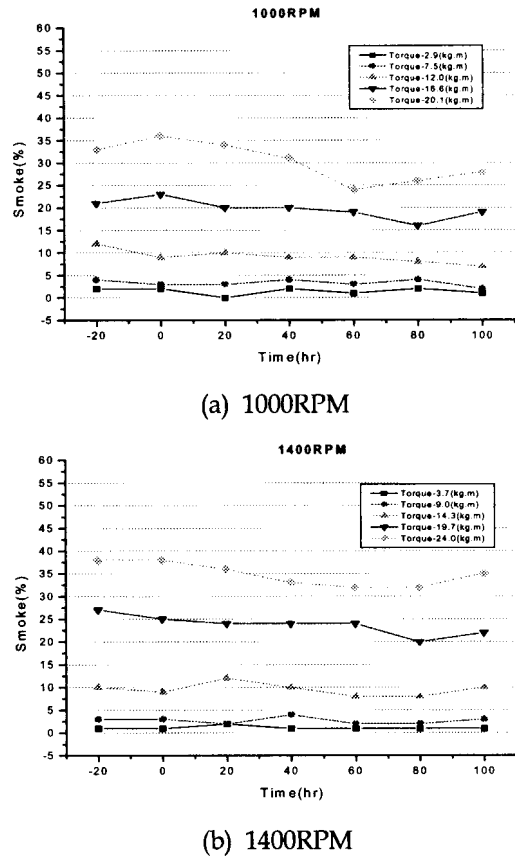 1000RPM
60
55
50
45
40
35
30
25
20
15
10
5
0
-5
Smoke(%)
Torque-2.9(kg.m)
Torque-7.5(kg.m)
Torque-12.0(kg.m)
Torque-16.6(kg.m)
Torque-20.1(kg.m)
-20 0 20 40 60 80 100
Time(hr)
(a) 1000RPM
1400RPM
60
55
50
45
40
35
30
25
20
15
10
5
0
-5
Smoke(%)
Torque-3.7(kg.m)
Torque-9.0(kg.m)
Torque-14.3(kg.m)
Torque-19.7(kg.m)
Torque-24.0(kg.m)
-20 0 20 40 60 80 100
Time(hr)
(b) 1400RPM